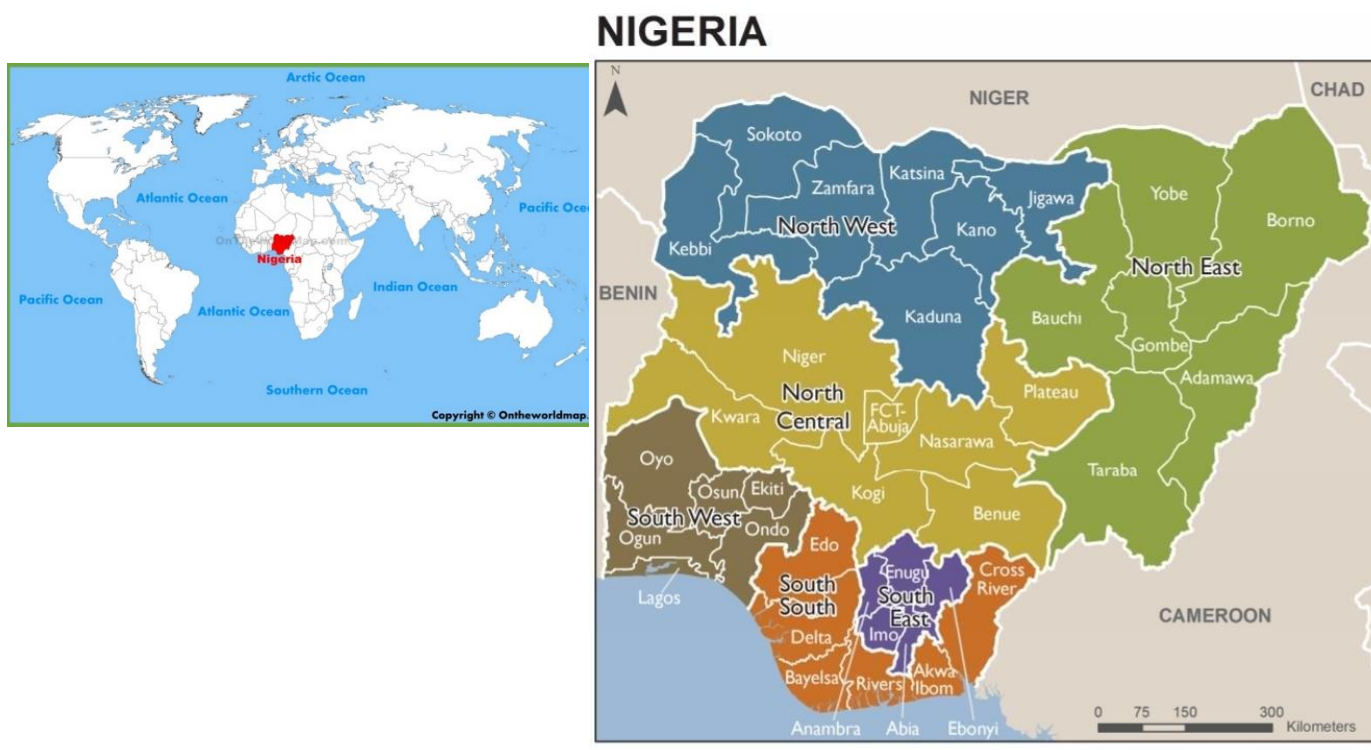 NIGERIA
Arctic Ocean
Atlantic Ocean
Pacific Oce
OnTheWorldMap.com
Nigeria
Pacific Ocean
Indian Ocean
Atlantic Ocean
Southern Ocean
Copyright © Ontheworldmap.
N
NIGER
CHAD
Sokoto
Katsina
Zamfara
Jigawa
Yobe
Borno
North West
Kano
Kebbi
North East
BENIN
Kaduna
Bauchi
Gombe
Niger
Adamawa
Plateau
North
Central
FCT-
Abuja
Kwara
Nasarawa
Oyo
Taraba
Osun
Ekiti
Kogi
South West
Benue
Ondo
Ogun
Edo
Enugu
Cross
River
South
South
South
East
Lagos
CAMEROON
Delta
Imo
Bayelsa
Rivers
Akwa
Ibom
Anambra
Abia
Ebonyi
0 75 150 300
Kilometers